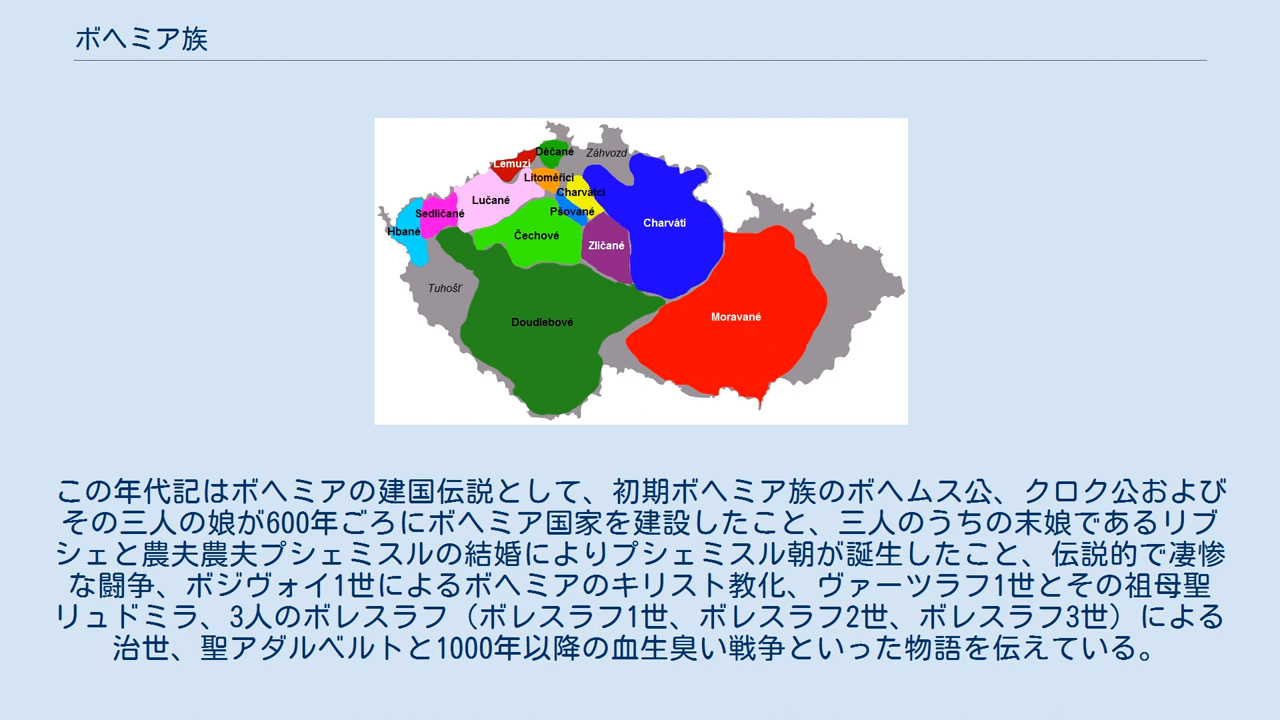 ボヘミア族
Děčané
Záhvozd
Lemuzi
Litoměřici
Charvátci
Lučané
Pšované
Sedličané
Charváti
Hbané
Čechové
Zličané
Tuhošť
Moravané
Doudlebové
この年代記はボヘミアの建国伝説として、初期ボヘミア族のボヘムス公、クロク公および
その三人の娘が600年ごろにボヘミア国家を建設したこと、三人のうちの末娘であるリブ
シェと農夫農夫プシェミスルの結婚によりプシェミスル朝が誕生したこと、伝説的で凄惨
な闘争、ボジヴォイ1世によるボヘミアのキリスト教化、ヴァーツラフ1世とその祖母聖
リュドミラ、3人のボレスラフ（ボレスラフ1世、ボレスラフ2世、ボレスラフ3世）による
治世、聖アダルベルトと1000年以降の血生臭い戦争といった物語を伝えている。